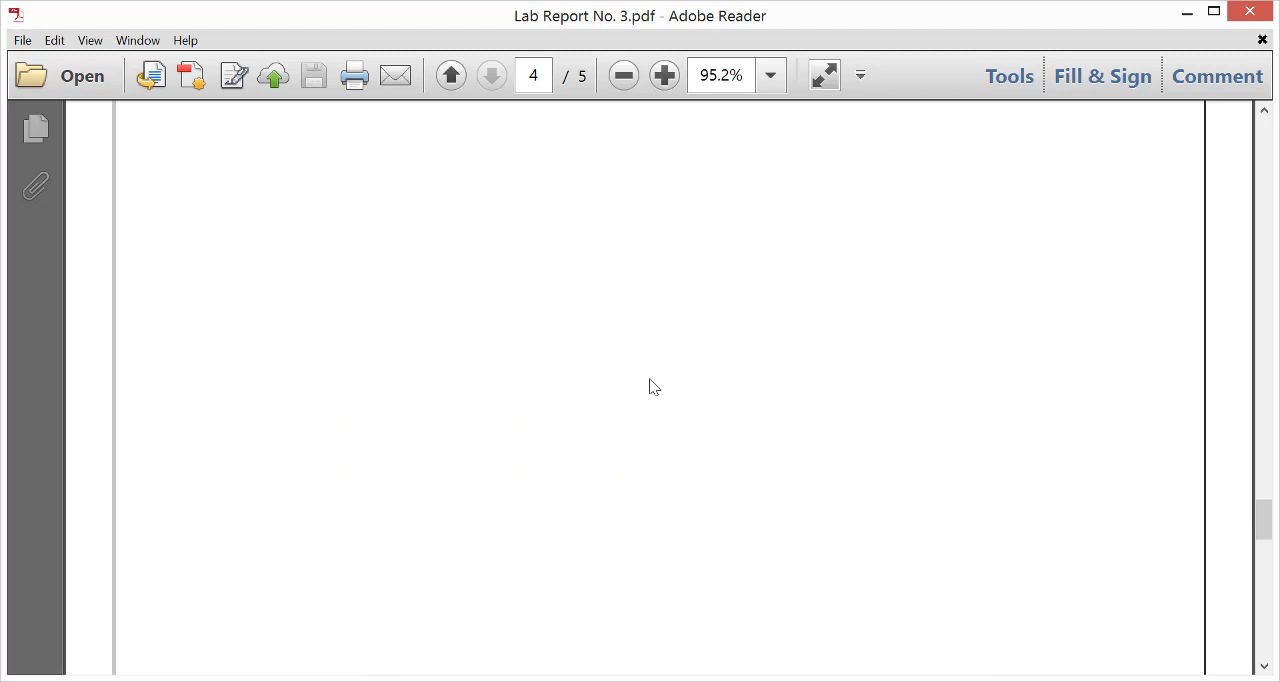 Lab Report No. 3.pdf - Adobe Reader
File Edit View Window Help
Open 4 / 5 95.2% Tools Fill & Sign Comment